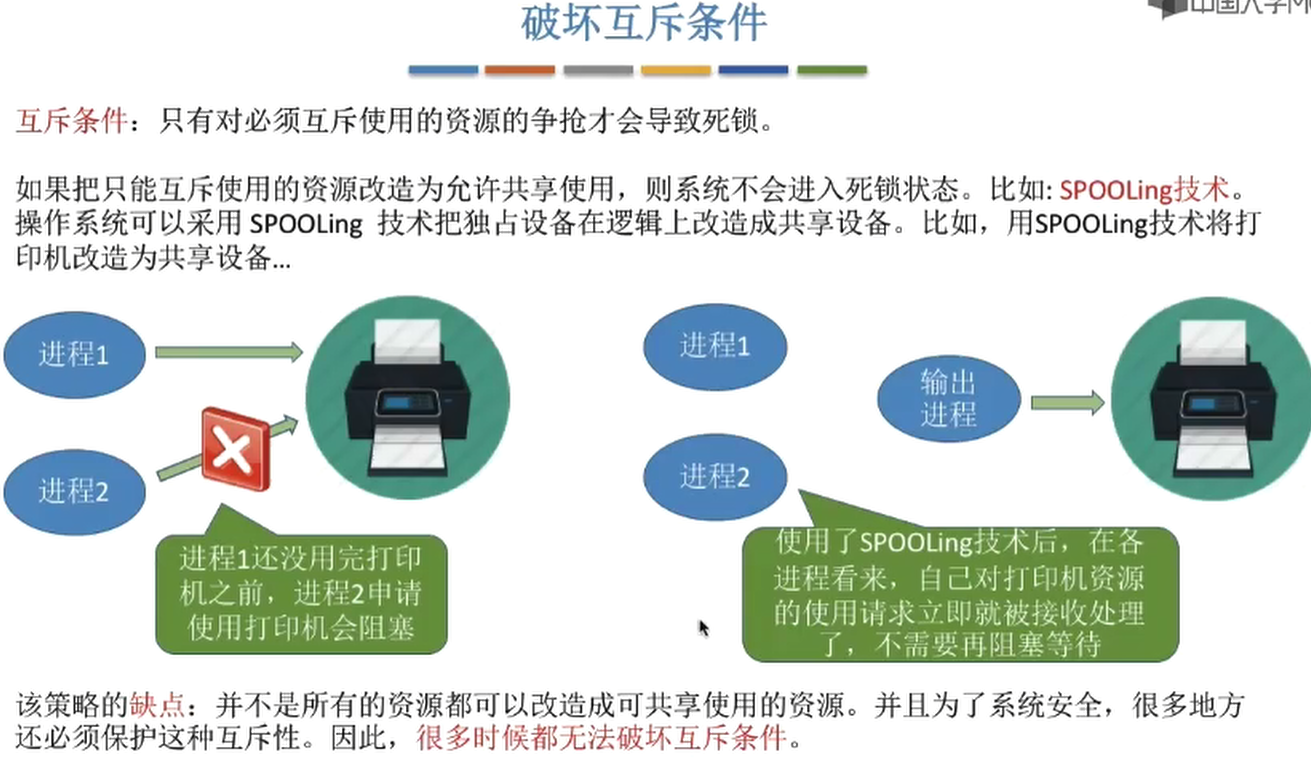 破坏互斥条件
互斥条件：只有对必须互斥使用的资源的争抢才会导致死锁。
如果把只能互斥使用的资源改造为允许共享使用，则系统不会进入死锁状态。比如: SPOOLing技术。
操作系统可以采用 SPOOLing 技术把独占设备在逻辑上改造成共享设备。比如，用SPOOLing技术将打
印机改造为共享设备...
进程1
进程2
进程1还没用完打印
机之前，进程2申请
使用打印机会阻塞
进程1
进程2
输出
进程
使用了SPOOLing技术后，在各
进程看来，自己对打印机资源
的使用请求立即就被接收处理
了，不需要再阻塞等待
该策略的缺点：并不是所有的资源都可以改造成可共享使用的资源。并且为了系统安全，很多地方
还必须保护这种互斥性。因此，很多时候都无法破坏互斥条件。